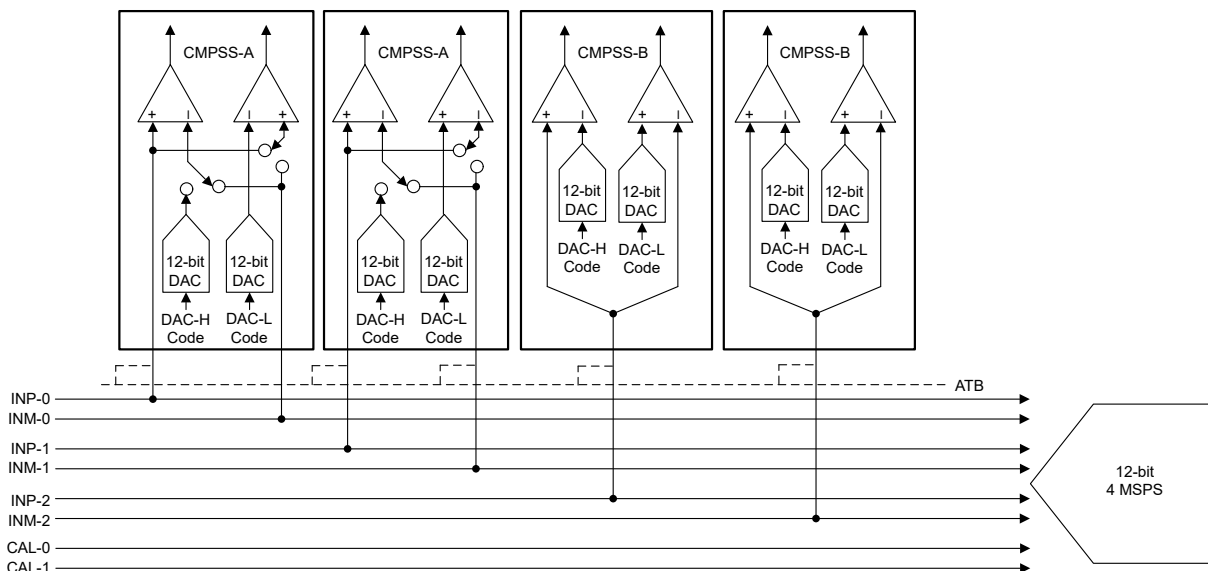 CMPSS-A
CMPSS-A
CMPSS-B
CMPSS-B
+ – – +
+ – + –
+ – + –
+ – + –
12-bit
DAC
12-bit
DAC
12-bit
DAC
12-bit
DAC
DAC-H
Code
DAC-L
Code
DAC-H
Code
DAC-L
Code
12-bit
DAC
12-bit
DAC
12-bit
DAC
12-bit
DAC
DAC-H
Code
DAC-L
Code
DAC-H
Code
DAC-L
Code
ATB
INP-0
INM-0
INP-1
INM-1
INP-2
INM-2
CAL-0
CAL-1
12-bit
4 MSPS